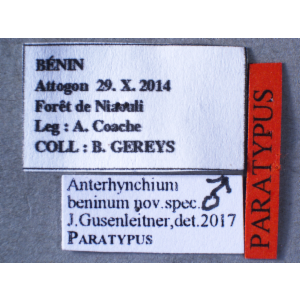 BÉNIN
Attogon 29. X. 2014
Forêt de Niaouli
Leg : A. Coache
COLL : B. GEREYS
Anterhynchium ♂
beninum nov.spec.
J.Gusenleitner,det.2017
PARATYPUS
PARATYPUS